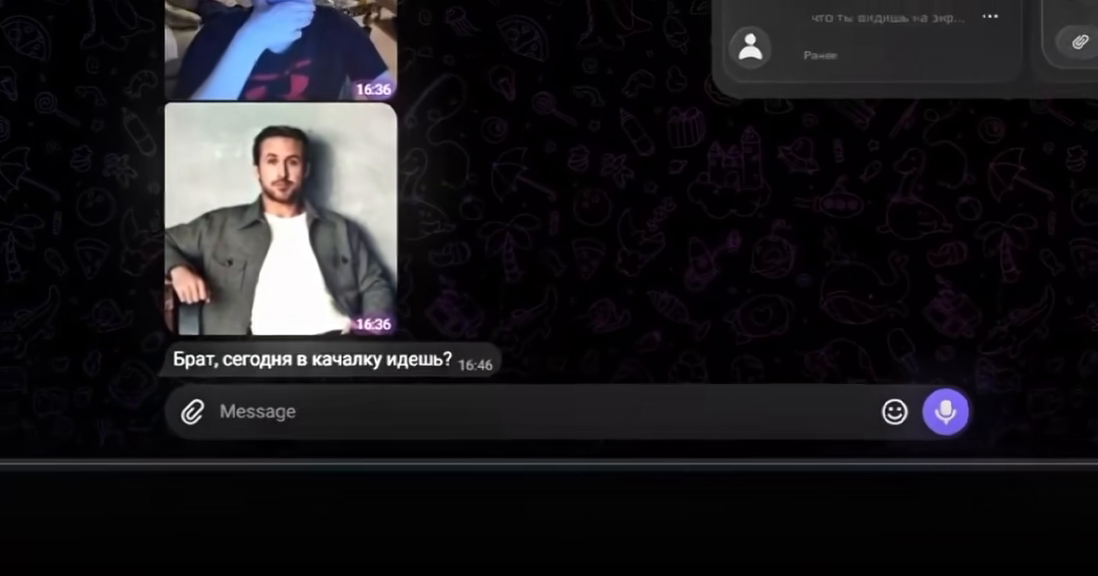 что ты видишь на экр...
Ранее
16:36
16:36
Брат, сегодня в качалку идешь? 16:46
Message